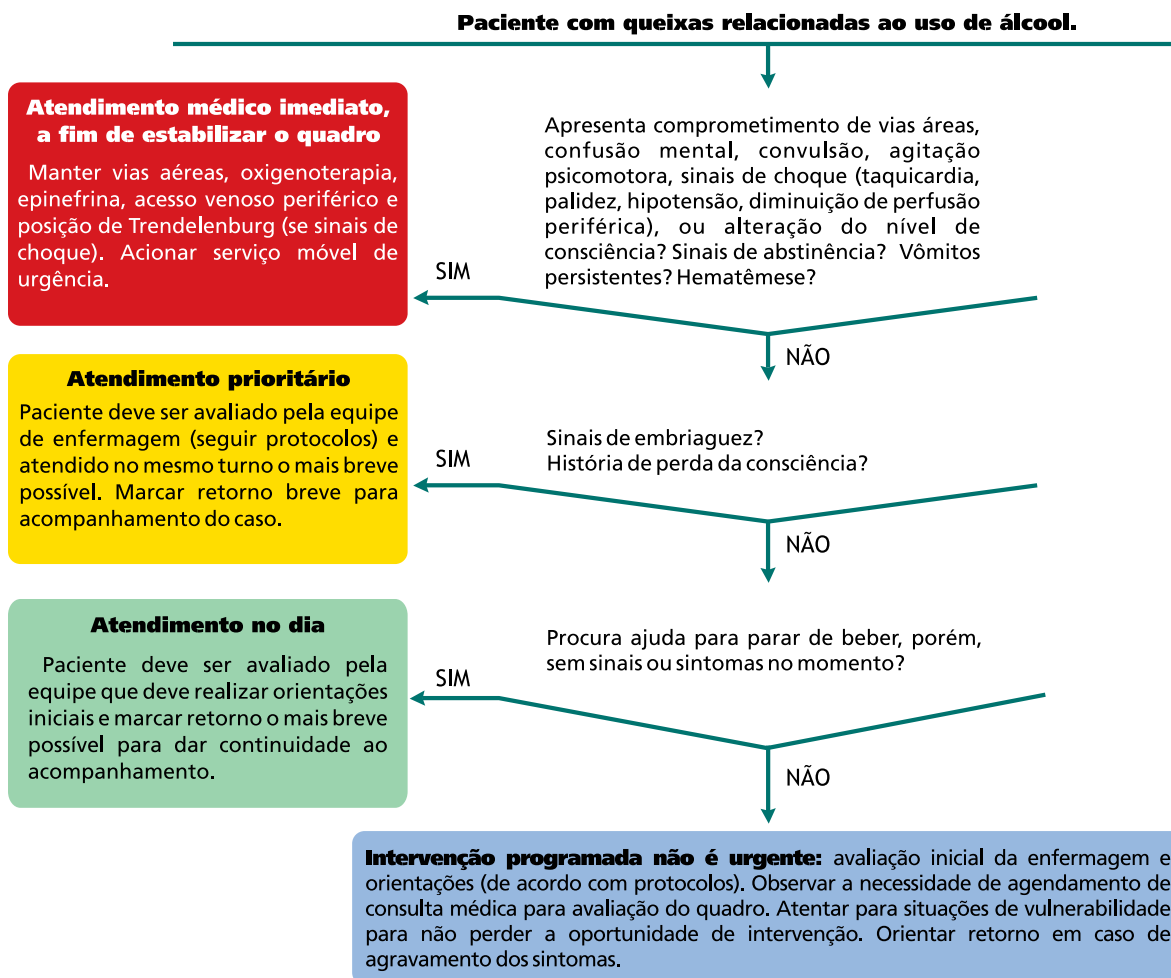 Paciente com queixas relacionadas ao uso de álcool.
Atendimento médico imediato,
a fim de estabilizar o quadro
Manter vias aéreas, oxigenoterapia,
epinefrina, acesso venoso periférico e
posição de Trendelenburg (se sinais de
choque). Acionar serviço móvel de
urgência.
Apresenta comprometimento de vias áreas,
confusão mental, convulsão, agitação
psicomotora, sinais de choque (taquicardia,
palidez, hipotensão, diminuição de perfusão
periférica), ou alteração do nível de
consciência? Sinais de abstinência? Vômitos
persistentes? Hematêmese?
SIM
NÃO
Atendimento prioritário
Paciente deve ser avaliado pela equipe
de enfermagem (seguir protocolos) e
atendido no mesmo turno o mais breve
possível. Marcar retorno breve para
acompanhamento do caso.
Sinais de embriaguez?
História de perda da consciência?
SIM
NÃO
Atendimento no dia
Paciente deve ser avaliado pela
equipe que deve realizar orientações
iniciais e marcar retorno o mais breve
possível para dar continuidade ao
acompanhamento.
Procura ajuda para parar de beber, porém,
sem sinais ou sintomas no momento?
SIM
NÃO
Intervenção programada não é urgente: avaliação inicial da enfermagem e
orientações (de acordo com protocolos). Observar a necessidade de agendamento de
consulta médica para avaliação do quadro. Atentar para situações de vulnerabilidade
para não perder a oportunidade de intervenção. Orientar retorno em caso de
agravamento dos sintomas.